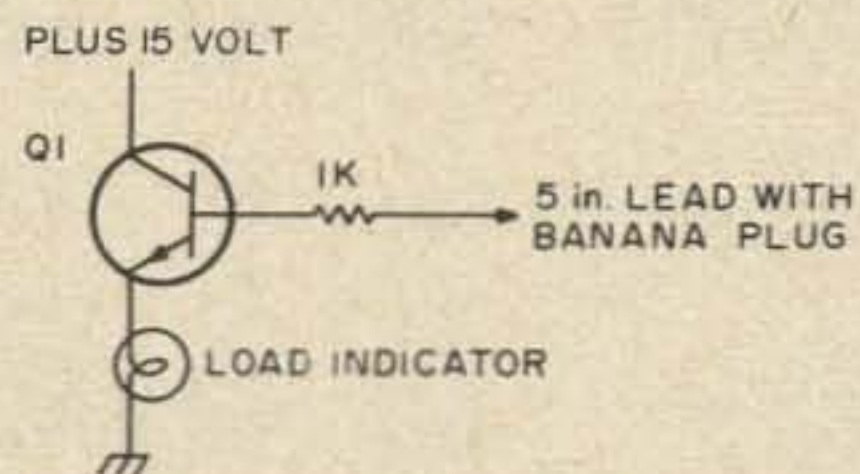 PLUS 15 VOLT
Q1
1K
5 in. LEAD WITH
BANANA PLUG
LOAD INDICATOR